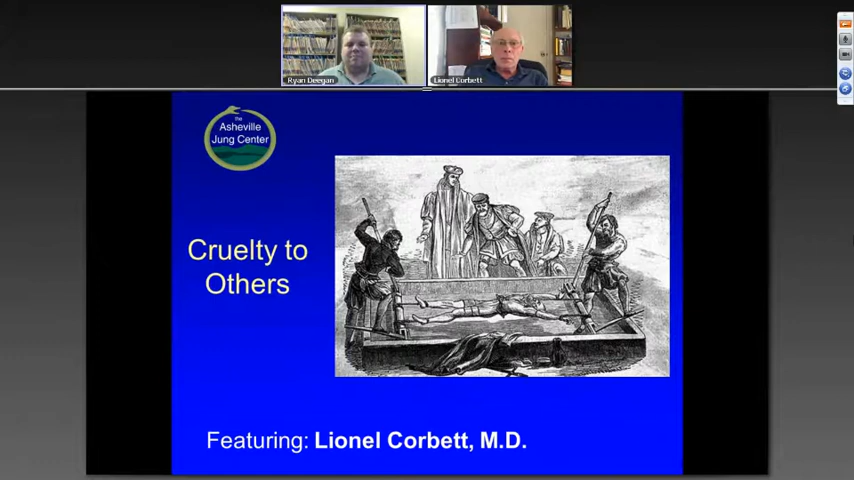 Ryan Deegan
Lionel Corbett
the
Asheville
Jung Center
Cruelty to
Others
Featuring: Lionel Corbett, M.D.